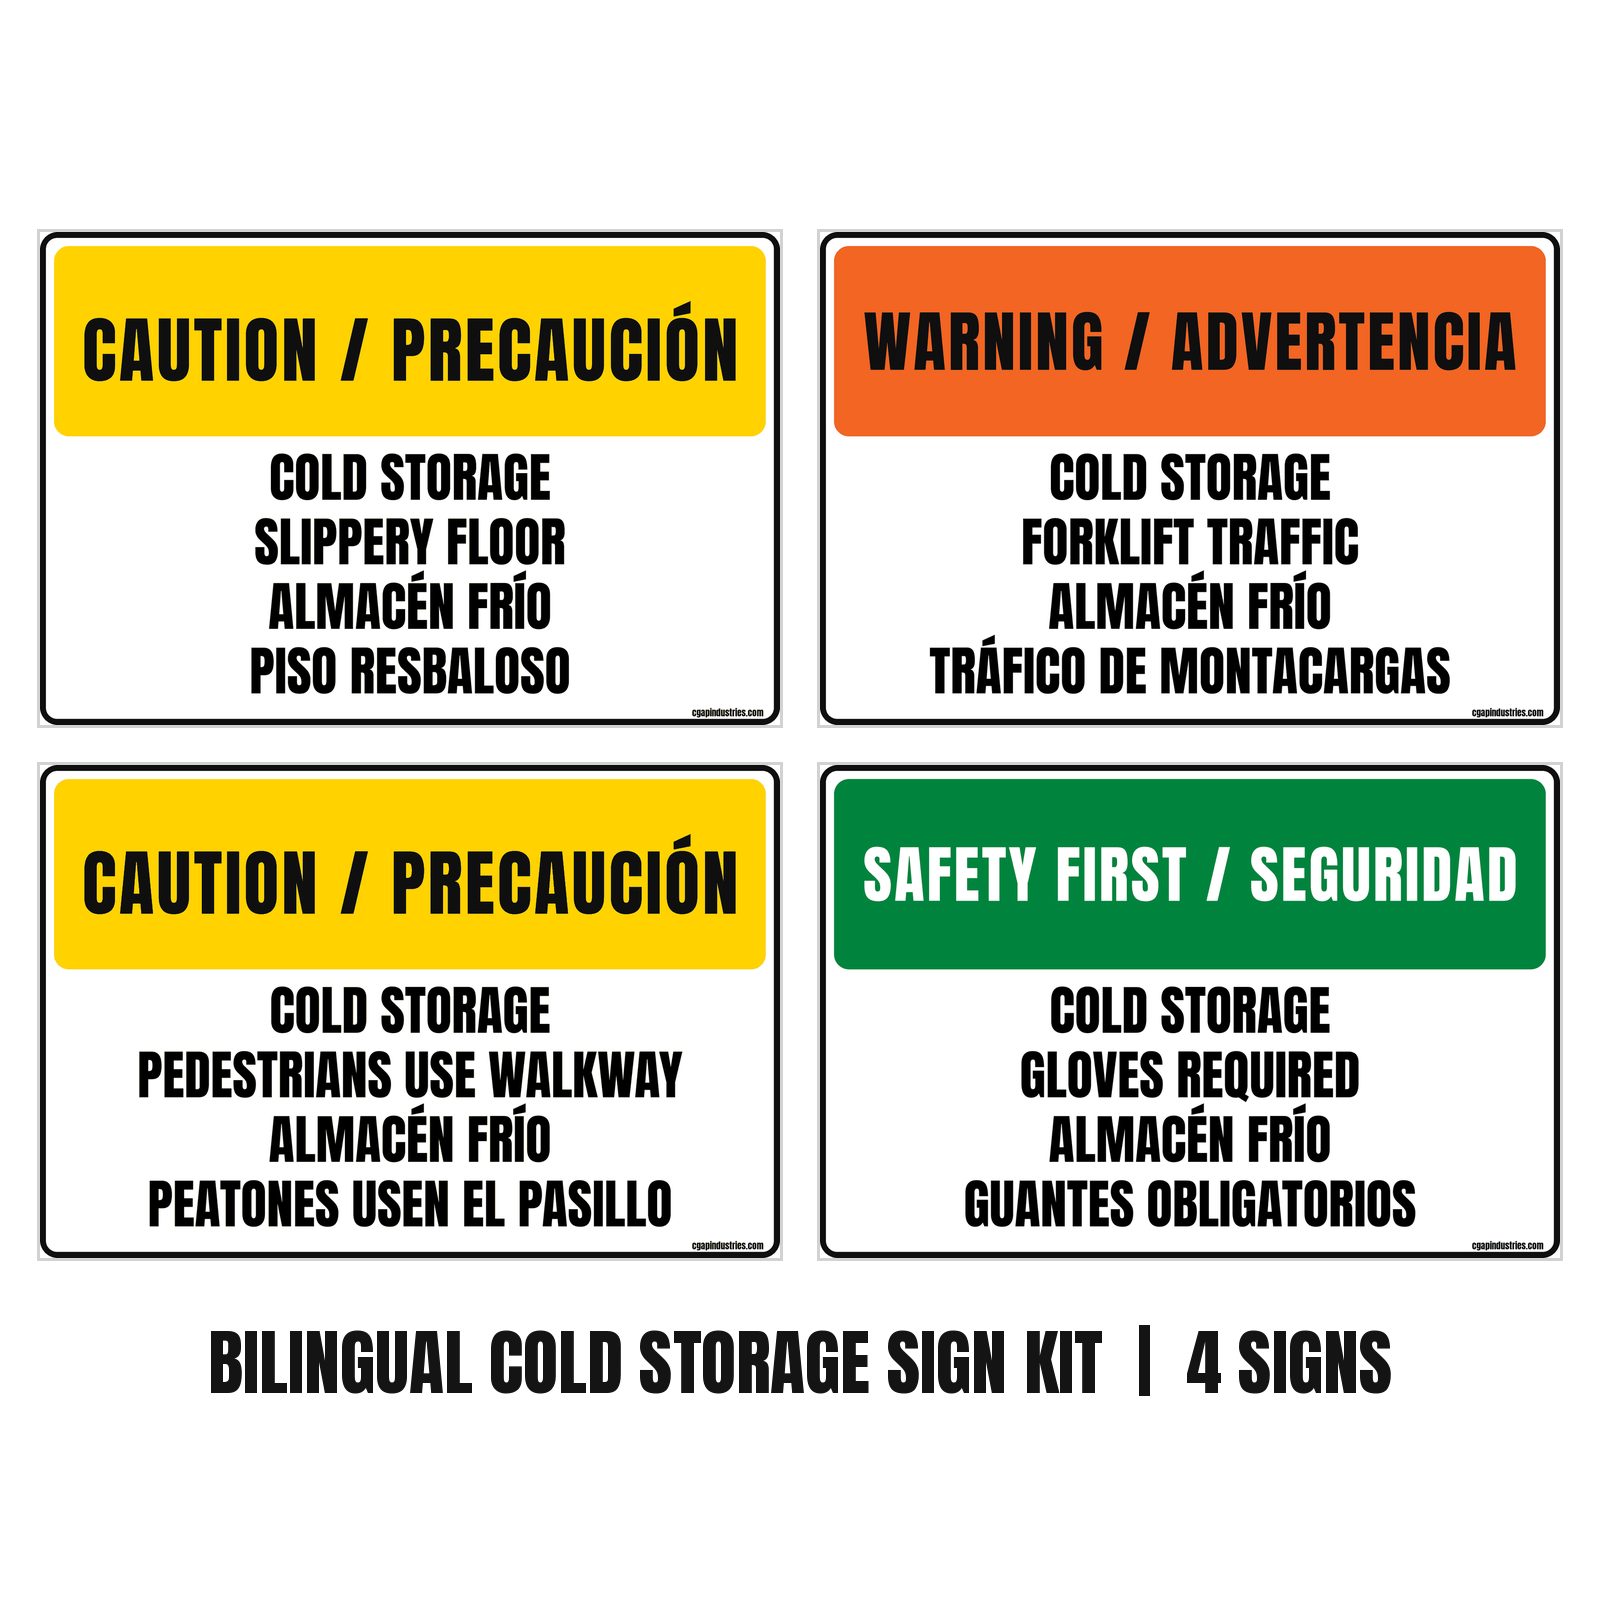 CAUTION / PRECAUCIÓN
COLD STORAGE
SLIPPERY FLOOR
ALMACÉN FRÍO
PISO RESBALOSO
cgapindustries.com
WARNING / ADVERTENCIA
COLD STORAGE
FORKLIFT TRAFFIC
ALMACÉN FRÍO
TRÁFICO DE MONTACARGAS
cgapindustries.com
CAUTION / PRECAUCIÓN
COLD STORAGE
PEDESTRIANS USE WALKWAY
ALMACÉN FRÍO
PEATONES USEN EL PASILLO
cgapindustries.com
SAFETY FIRST / SEGURIDAD
COLD STORAGE
GLOVES REQUIRED
ALMACÉN FRÍO
GUANTES OBLIGATORIOS
cgapindustries.com
BILINGUAL COLD STORAGE SIGN KIT | 4 SIGNS